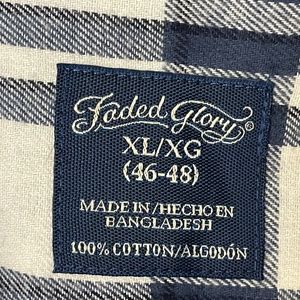 Faded Glory®
XL/XG
(46-48)
MADE IN/HECHO EN
BANGLADESH
100% COTTON/ALGODÓN